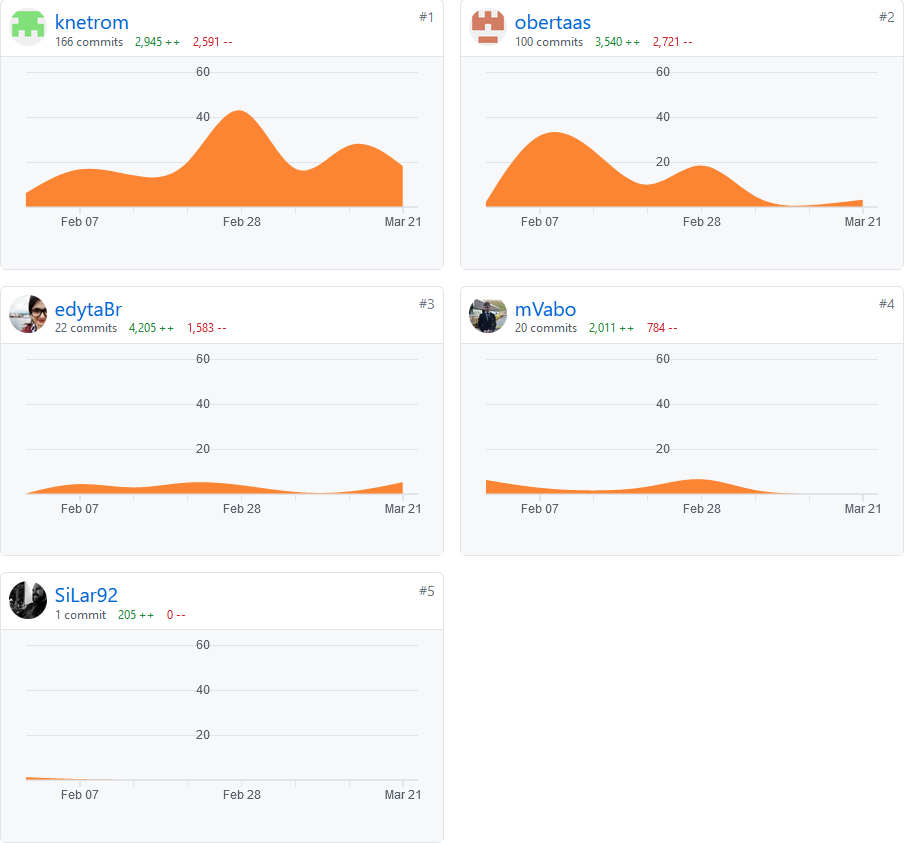 knetrom #1
166 commits 2,945 ++ 2,591 --
60
40
Feb 07 Feb 28 Mar 21
obertaas #2
100 commits 3,540 ++ 2,721 --
60
40
20
Feb 07 Feb 28 Mar 21
edytaBr #3
22 commits 4,205 ++ 1,583 --
60
40
20
Feb 07 Feb 28 Mar 21
mVabo #4
20 commits 2,011 ++ 784 --
60
40
20
Feb 07 Feb 28 Mar 21
SiLar92 #5
1 commit 205 ++ 0 --
60
40
20
Feb 07 Feb 28 Mar 21